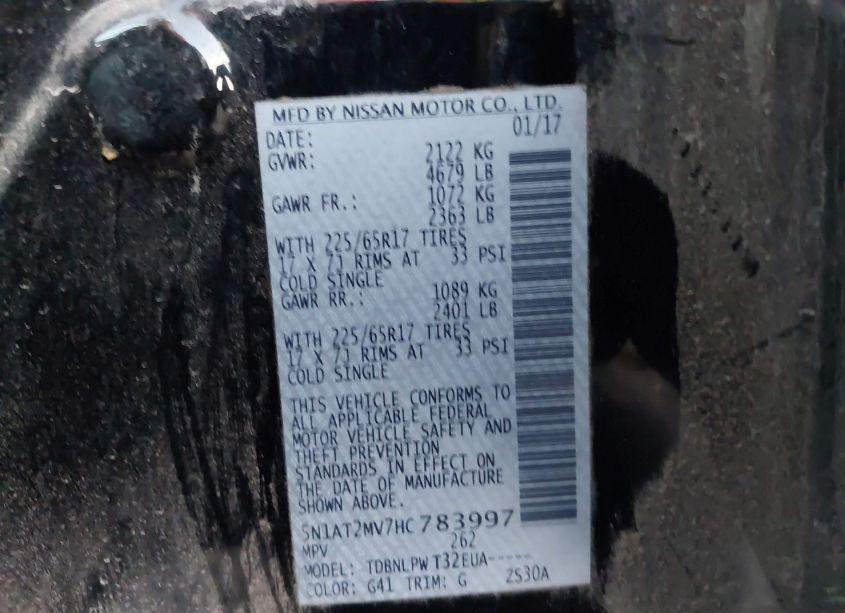 MFD BY NISSAN MOTOR CO., LTD.
DATE: 01/17
GVWR: 2122 KG
4679 LB
GAWR FR.: 1072 KG
2363 LB
WITH 225/65R17 TIRES
17 X 7J RIMS AT 33 PSI
COLD SINGLE
GAWR RR.: 1089 KG
2401 LB
WITH 225/65R17 TIRES
17 X 7J RIMS AT 33 PSI
COLD SINGLE
THIS VEHICLE CONFORMS TO
ALL APPLICABLE FEDERAL
MOTOR VEHICLE SAFETY AND
THEFT PREVENTION
STANDARDS IN EFFECT ON
THE DATE OF MANUFACTURE
SHOWN ABOVE.
5N1AT2MV7HC783997
MPV 262
MODEL: TDBNLPW T32EUA-----
COLOR: G41 TRIM: G ZS30A